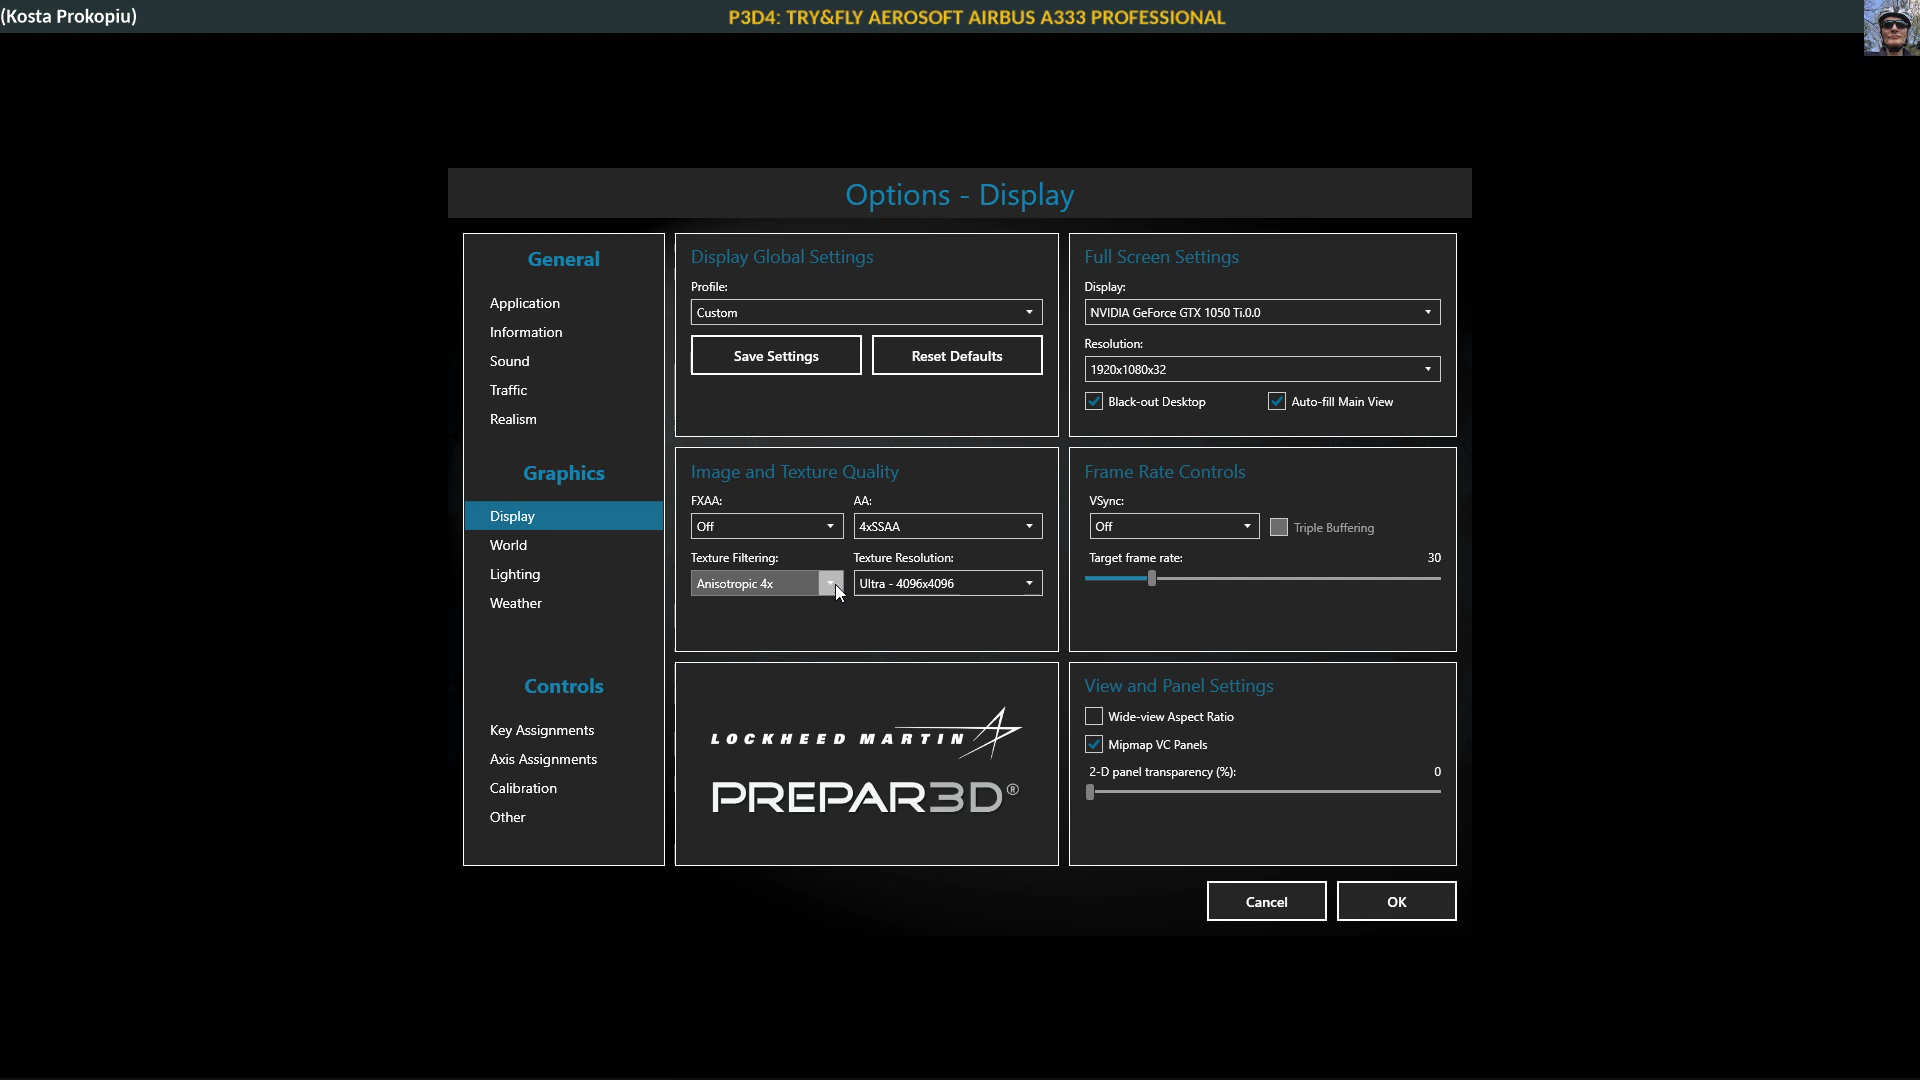 (Kosta Prokopiu)
P3D4: TRY&FLY AEROSOFT AIRBUS A333 PROFESSIONAL
Options - Display
General
Application
Information
Sound
Traffic
Realism
Graphics
Display
World
Lighting
Weather
Controls
Key Assignments
Axis Assignments
Calibration
Other
Display Global Settings
Profile:
Custom
Save Settings
Reset Defaults
Full Screen Settings
Display:
NVIDIA GeForce GTX 1050 Ti.0.0
Resolution:
1920x1080x32
Black-out Desktop
Auto-fill Main View
Image and Texture Quality
FXAA:
AA:
Off
4xSSAA
Texture Filtering:
Texture Resolution:
Anisotropic 4x
Ultra - 4096x4096
Frame Rate Controls
VSync:
Off
Triple Buffering
Target frame rate:
30
LOCKHEED MARTIN
PREPAR3D®
View and Panel Settings
Wide-view Aspect Ratio
Mipmap VC Panels
2-D panel transparency (%):
0
Cancel
OK